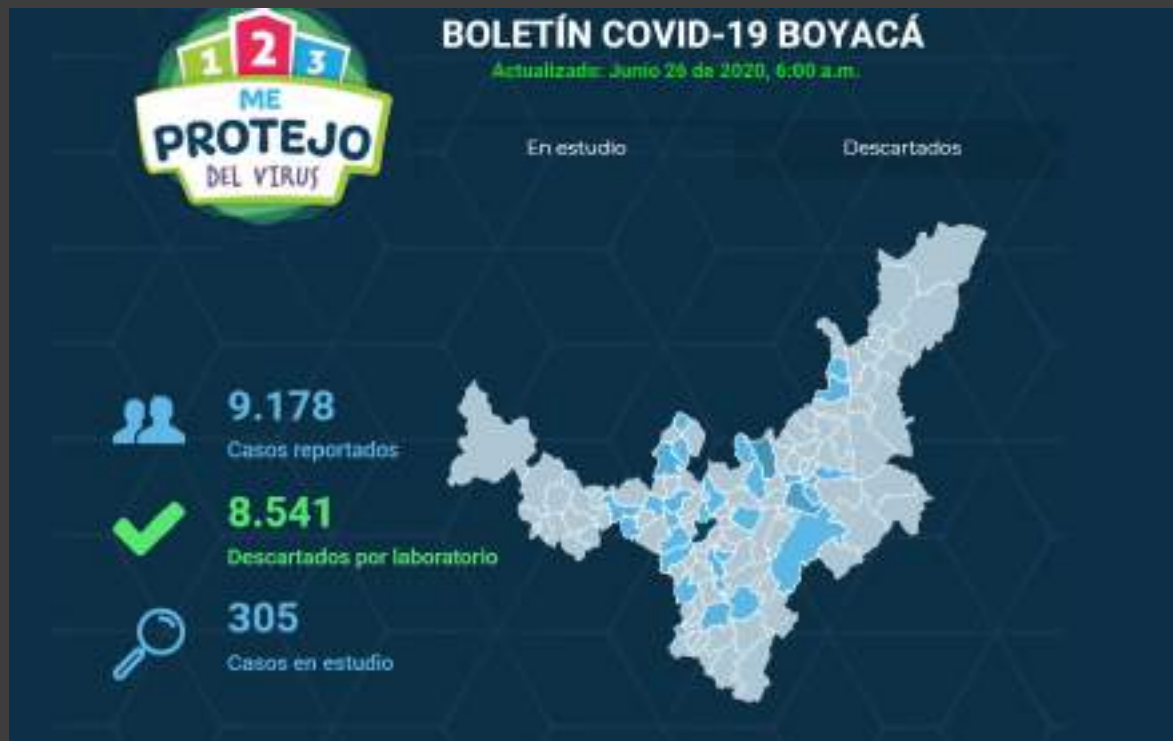 1 2 3
ME
PROTEJO
DEL VIRUS
BOLETÍN COVID-19 BOYACÁ
Actualizado: Junio 26 de 2020, 6:00 a.m.
En estudio
Descartados
9.178
Casos reportados
8.541
Descartados por laboratorio
305
Casos en estudio